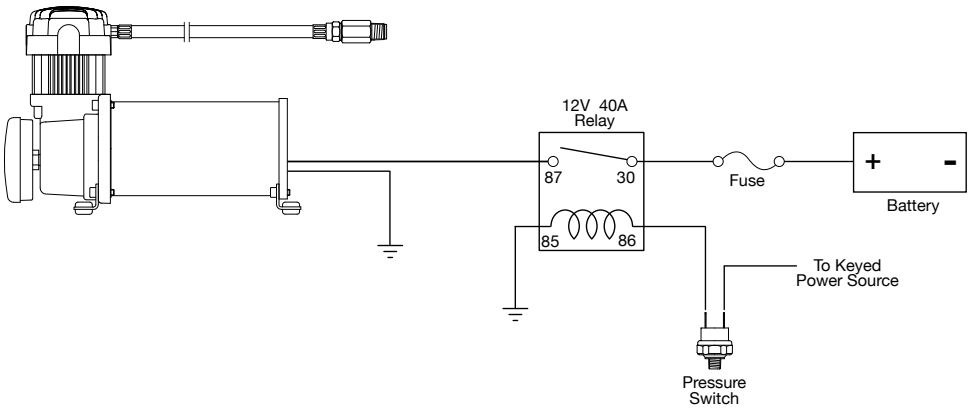 12V 40A
Relay
87
30
Fuse
+
-
Battery
85
86
To Keyed
Power Source
Pressure
Switch